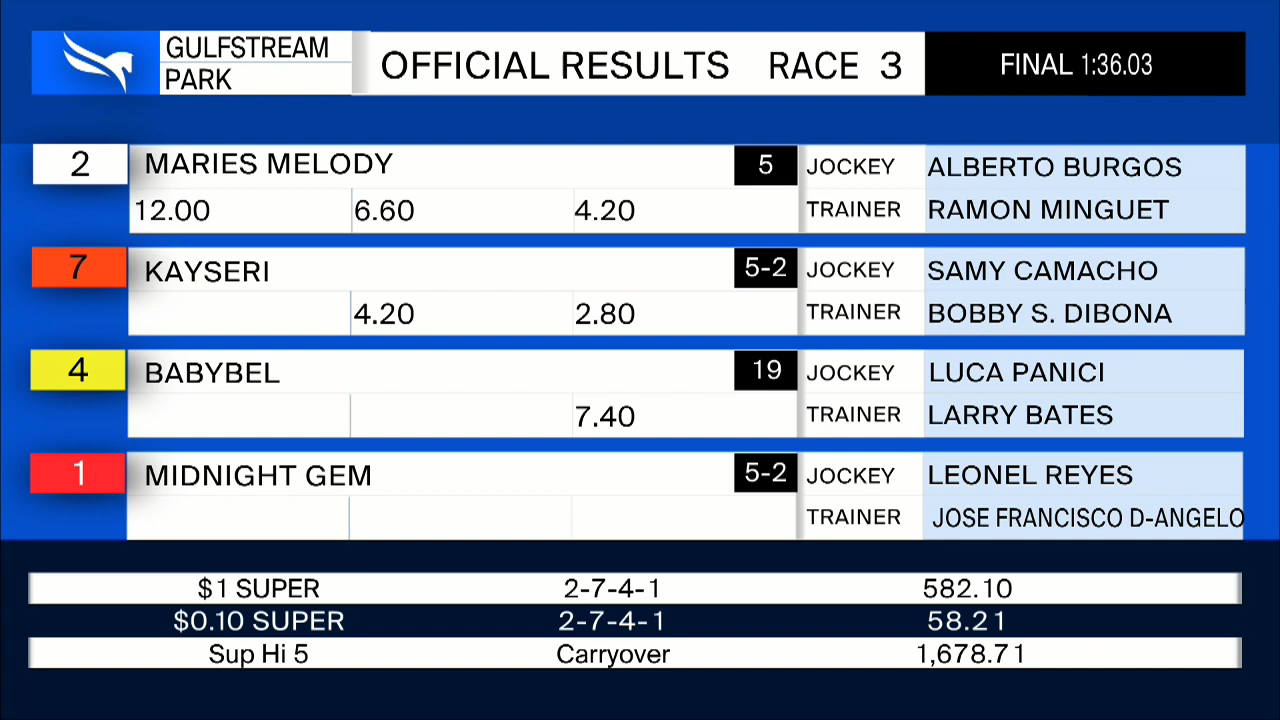 GULFSTREAM PARK OFFICIAL RESULTS RACE 3 FINAL 1:36.03
2 MARIES MELODY 5 JOCKEY ALBERTO BURGOS
12.00 6.60 4.20 TRAINER RAMON MINGUET
7 KAYSERI 5-2 JOCKEY SAMY CAMACHO
4.20 2.80 TRAINER BOBBY S. DIBONA
4 BABYBEL 19 JOCKEY LUCA PANICI
7.40 TRAINER LARRY BATES
1 MIDNIGHT GEM 5-2 JOCKEY LEONEL REYES
TRAINER JOSE FRANCISCO D-ANGELO
$1 SUPER 2-7-4-1 582.10
$0.10 SUPER 2-7-4-1 58.21
Sup Hi 5 Carryover 1,678.71